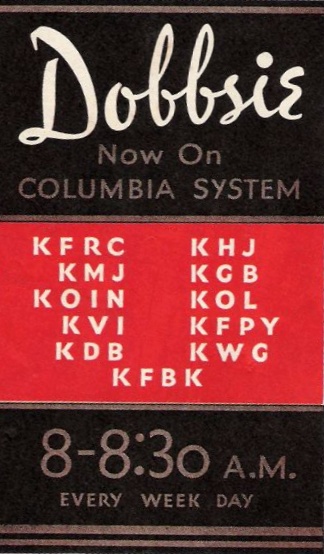 Dobbsie
Now On
COLUMBIA SYSTEM
KFRC KHJ
KMJ KGB
KOIN KOL
KVI KFPY
KDB KWG
KFBK
8-8:30 A.M.
EVERY WEEK DAY